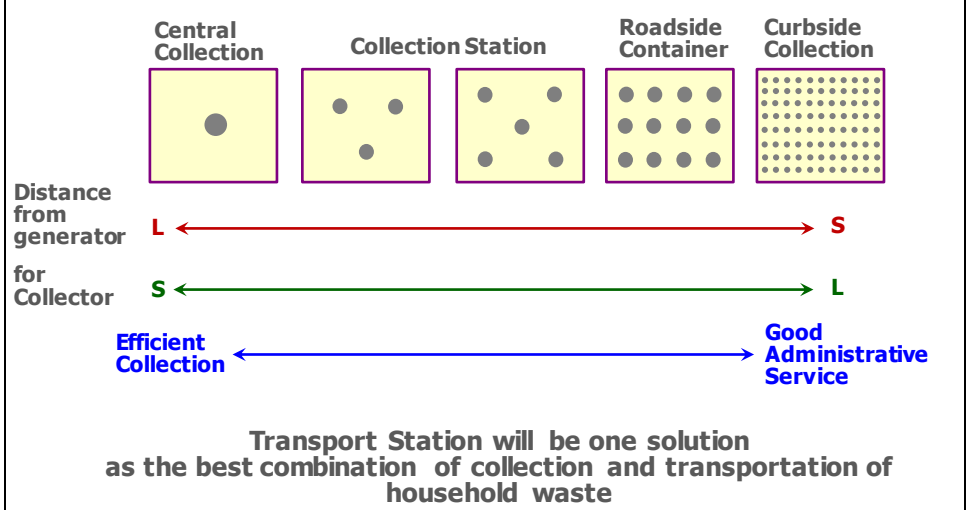 Central
Collection
Collection Station
Roadside
Container
Curbside
Collection
Distance
from
generator
L
S
for
Collector
S
L
Efficient
Collection
Good
Administrative
Service
Transport Station will be one solution
as the best combination of collection and transportation of
household waste